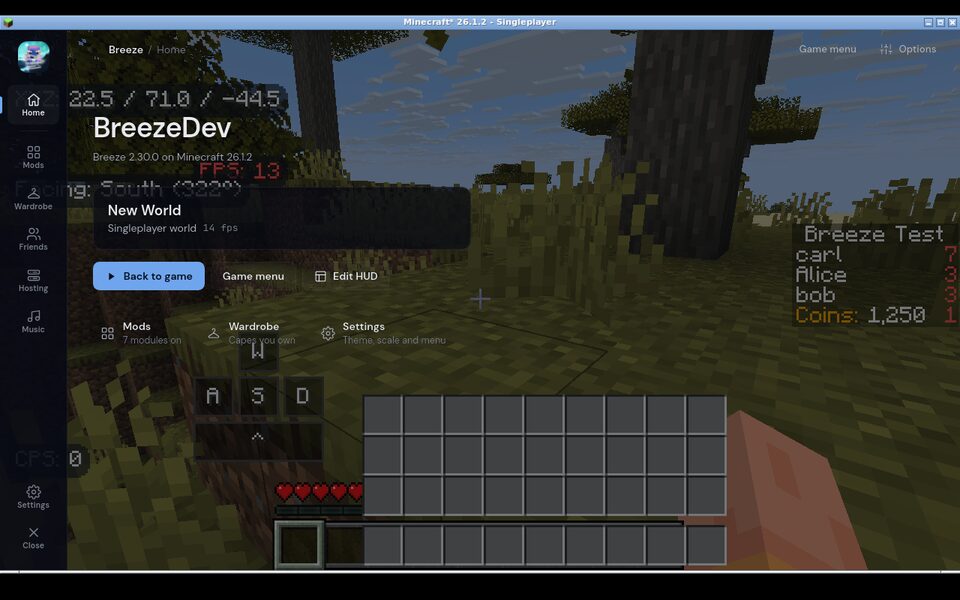 Minecraft* 26.1.2 - Singleplayer
Breeze / Home
Game menu
Options
22.5 / 71.0 / -44.5
Home
BreezeDev
Breeze 2.30.0 on Minecraft 26.1.2
FPS: 13
Mods
Facing: South (322°)
Wardrobe
New World
Singleplayer world 14 fps
Friends
Breeze Test
carl 7
Alice 3
bob 3
Coins: 1,250 1
Back to game
Game menu
Edit HUD
Hosting
Music
Mods
7 modules on
Wardrobe
Capes you own
Settings
Theme, scale and menu
W
A S D
^
CPS: 0
Settings
Close